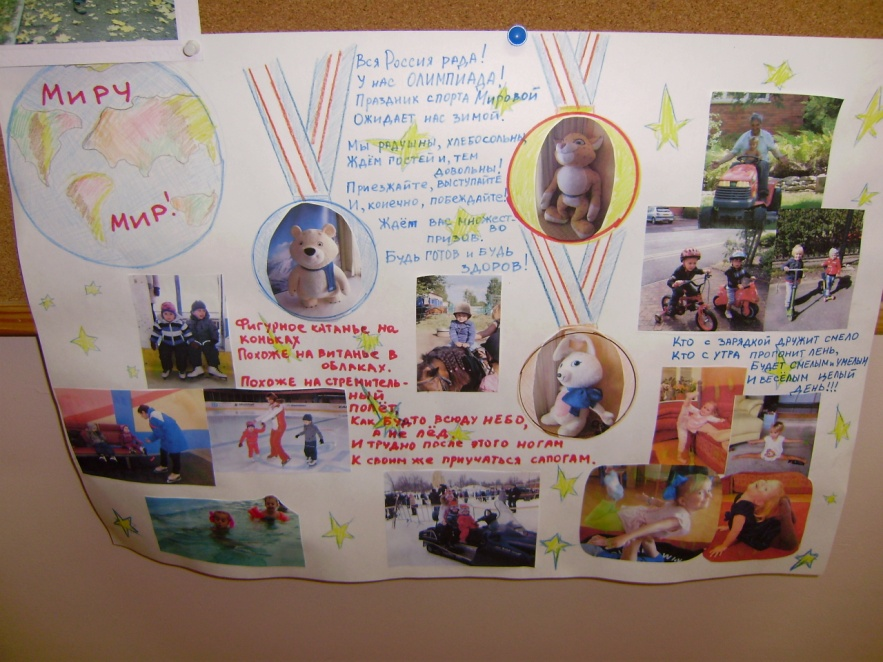 Миру
Мир!
Вся Россия рада!
У нас ОЛИМПИАДА!
Праздник спорта Мировой
Ожидает нас зимой.
Мы радушны, хлебосольны,
Ждём гостей и, тем
довольны!
Приезжайте, выступайте
И, конечно, побеждайте!
Ждём вас множест-
во
призов.
Будь готов и будь
здоров!
Фигурное катанье на
коньках
Похоже на витанье в
облаках.
Похоже на стремитель-
ный
полёт,
Как будто всюду небо,
а не лёд.
И трудно после этого ногам
К своим же приучаться сапогам.
Кто с зарядкой дружит смело
Кто с утра прогонит лень,
Будет смелым и умелым
И весёлым целый
день!!!